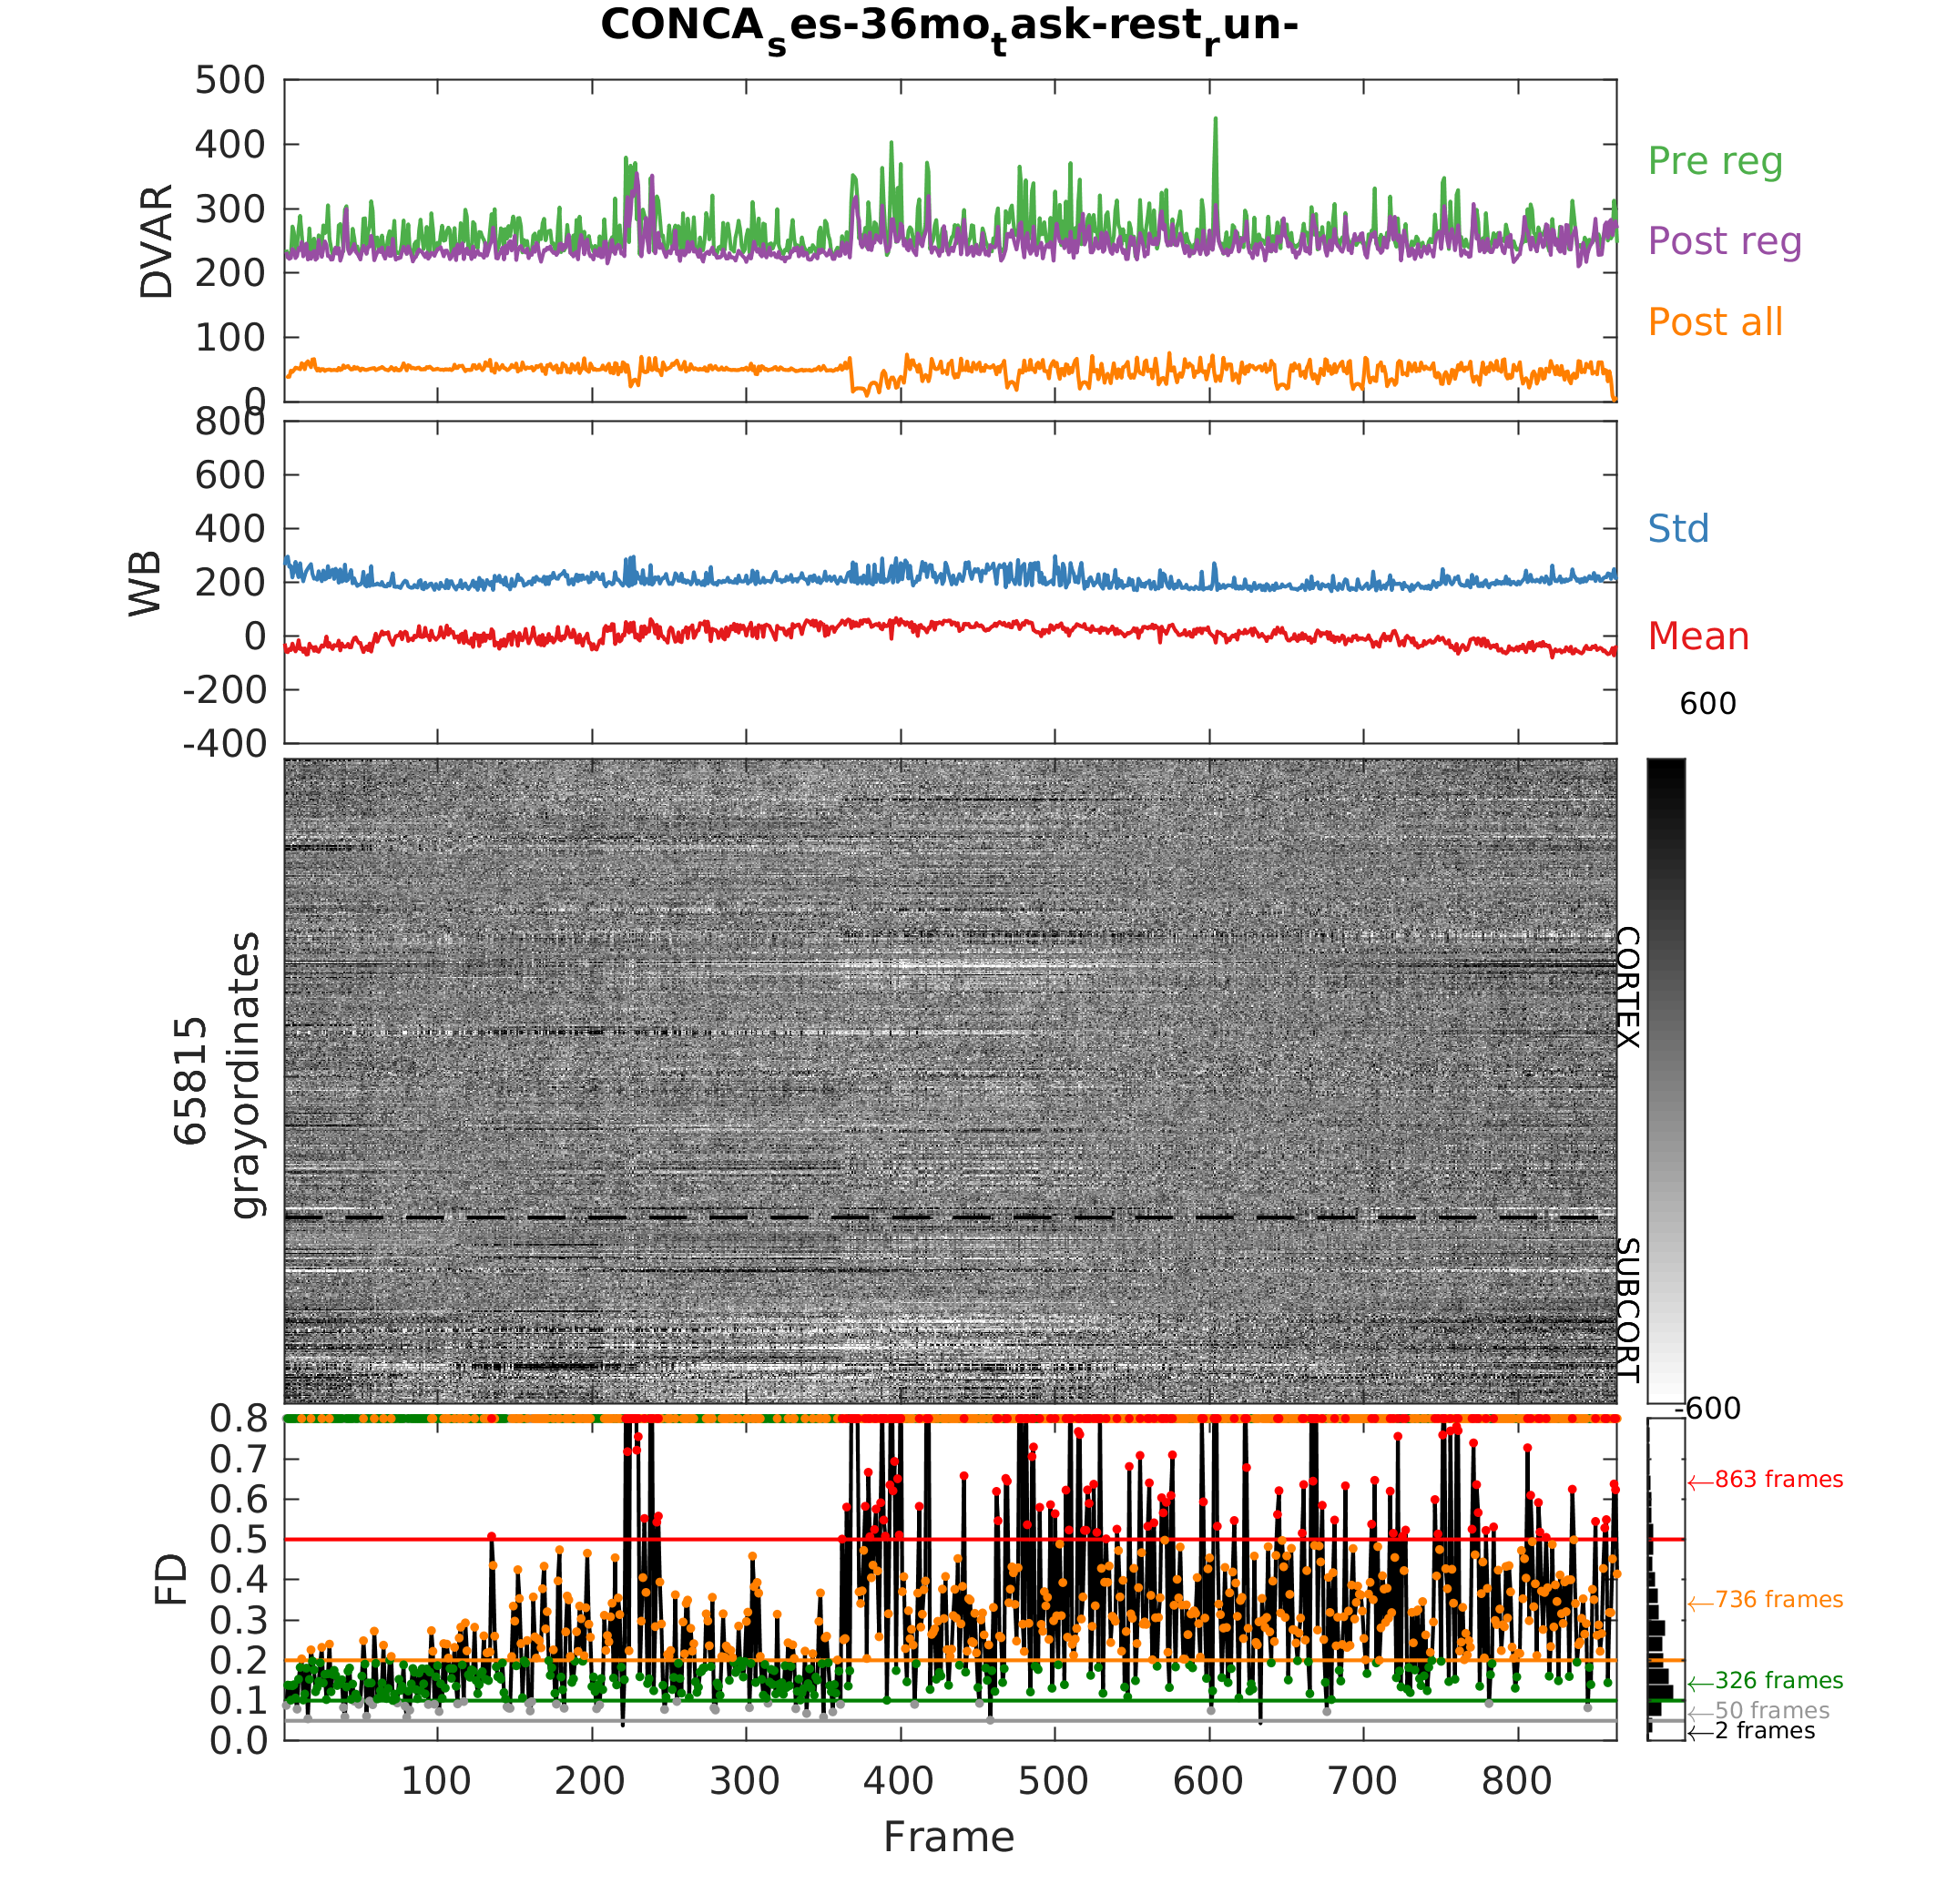 CONCAses-36motask-restrun-
500
400
300
200
100
0
DVAR
Pre reg
Post reg
Post all
800
600
400
200
0
-200
-400
WB
Std
Mean
600
65815
grayordinates
CORTEX
SUBCORT
-600
0.8
0.7
0.6
0.5
0.4
0.3
0.2
0.1
0.0
FD
←863 frames
←736 frames
←326 frames
←50 frames
←2 frames
100 200 300 400 500 600 700 800
Frame